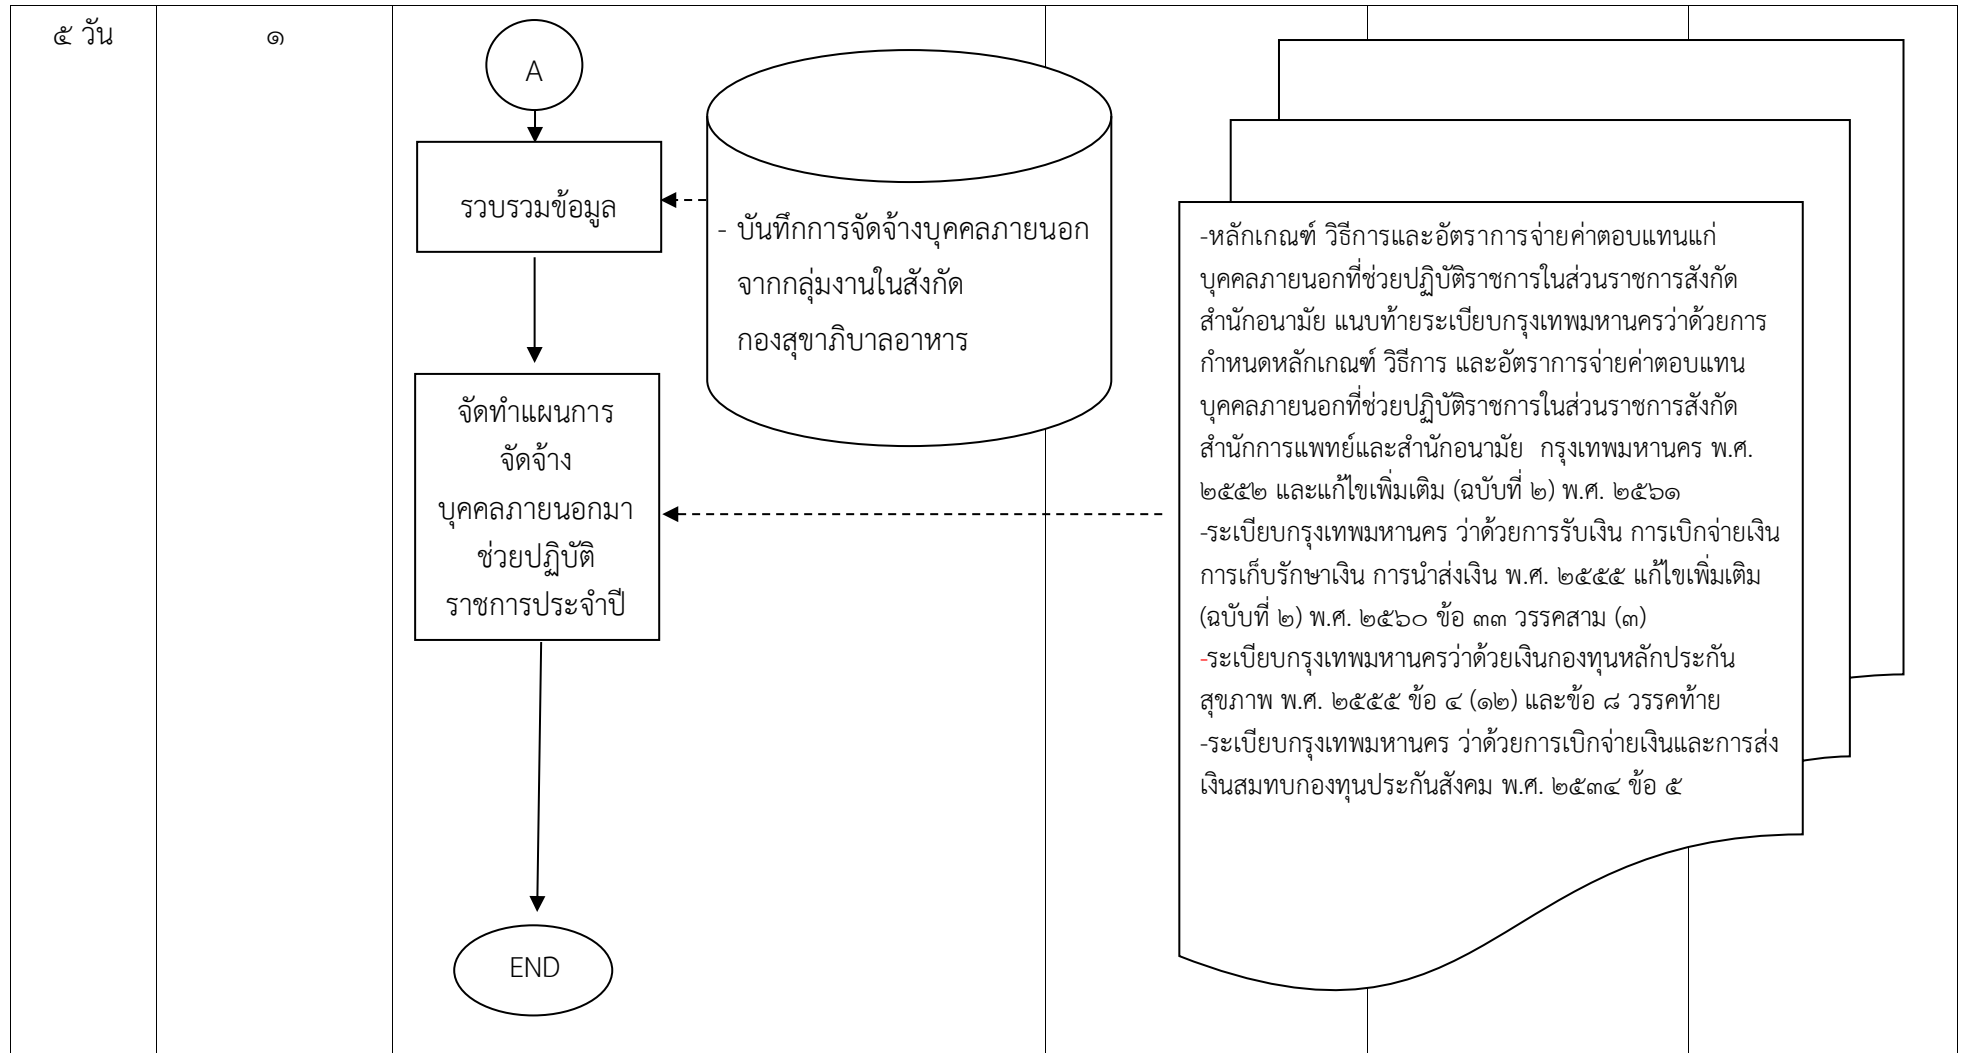 ๕ วัน
๑
A
รวบรวมข้อมูล
- บันทึกการจัดจ้างบุคคลภายนอก
จากกลุ่มงานในสังกัด
กองสุขาภิบาลอาหาร
จัดทำแผนการ
จัดจ้าง
บุคคลภายนอกมา
ช่วยปฏิบัติ
ราชการประจำปี
END
-หลักเกณฑ์ วิธีการและอัตราการจ่ายค่าตอบแทนแก่
บุคคลภายนอกที่ช่วยปฏิบัติราชการในส่วนราชการสังกัด
สำนักอนามัย แนบท้ายระเบียบกรุงเทพมหานครว่าด้วยการ
กำหนดหลักเกณฑ์ วิธีการ และอัตราการจ่ายค่าตอบแทน
บุคคลภายนอกที่ช่วยปฏิบัติราชการในส่วนราชการสังกัด
สำนักการแพทย์และสำนักอนามัย  กรุงเทพมหานคร พ.ศ.
๒๕๕๒ และแก้ไขเพิ่มเติม (ฉบับที่ ๒) พ.ศ. ๒๕๖๑
-ระเบียบกรุงเทพมหานคร ว่าด้วยการรับเงิน การเบิกจ่ายเงิน
การเก็บรักษาเงิน การนำส่งเงิน พ.ศ. ๒๕๕๕ แก้ไขเพิ่มเติม
(ฉบับที่ ๒) พ.ศ. ๒๕๖๐ ข้อ ๓๓ วรรคสาม (๓)
-ระเบียบกรุงเทพมหานครว่าด้วยเงินกองทุนหลักประกัน
สุขภาพ พ.ศ. ๒๕๕๕ ข้อ ๔ (๑๒) และข้อ ๘ วรรคท้าย
-ระเบียบกรุงเทพมหานคร ว่าด้วยการเบิกจ่ายเงินและการส่ง
เงินสมทบกองทุนประกันสังคม พ.ศ. ๒๕๓๔ ข้อ ๕